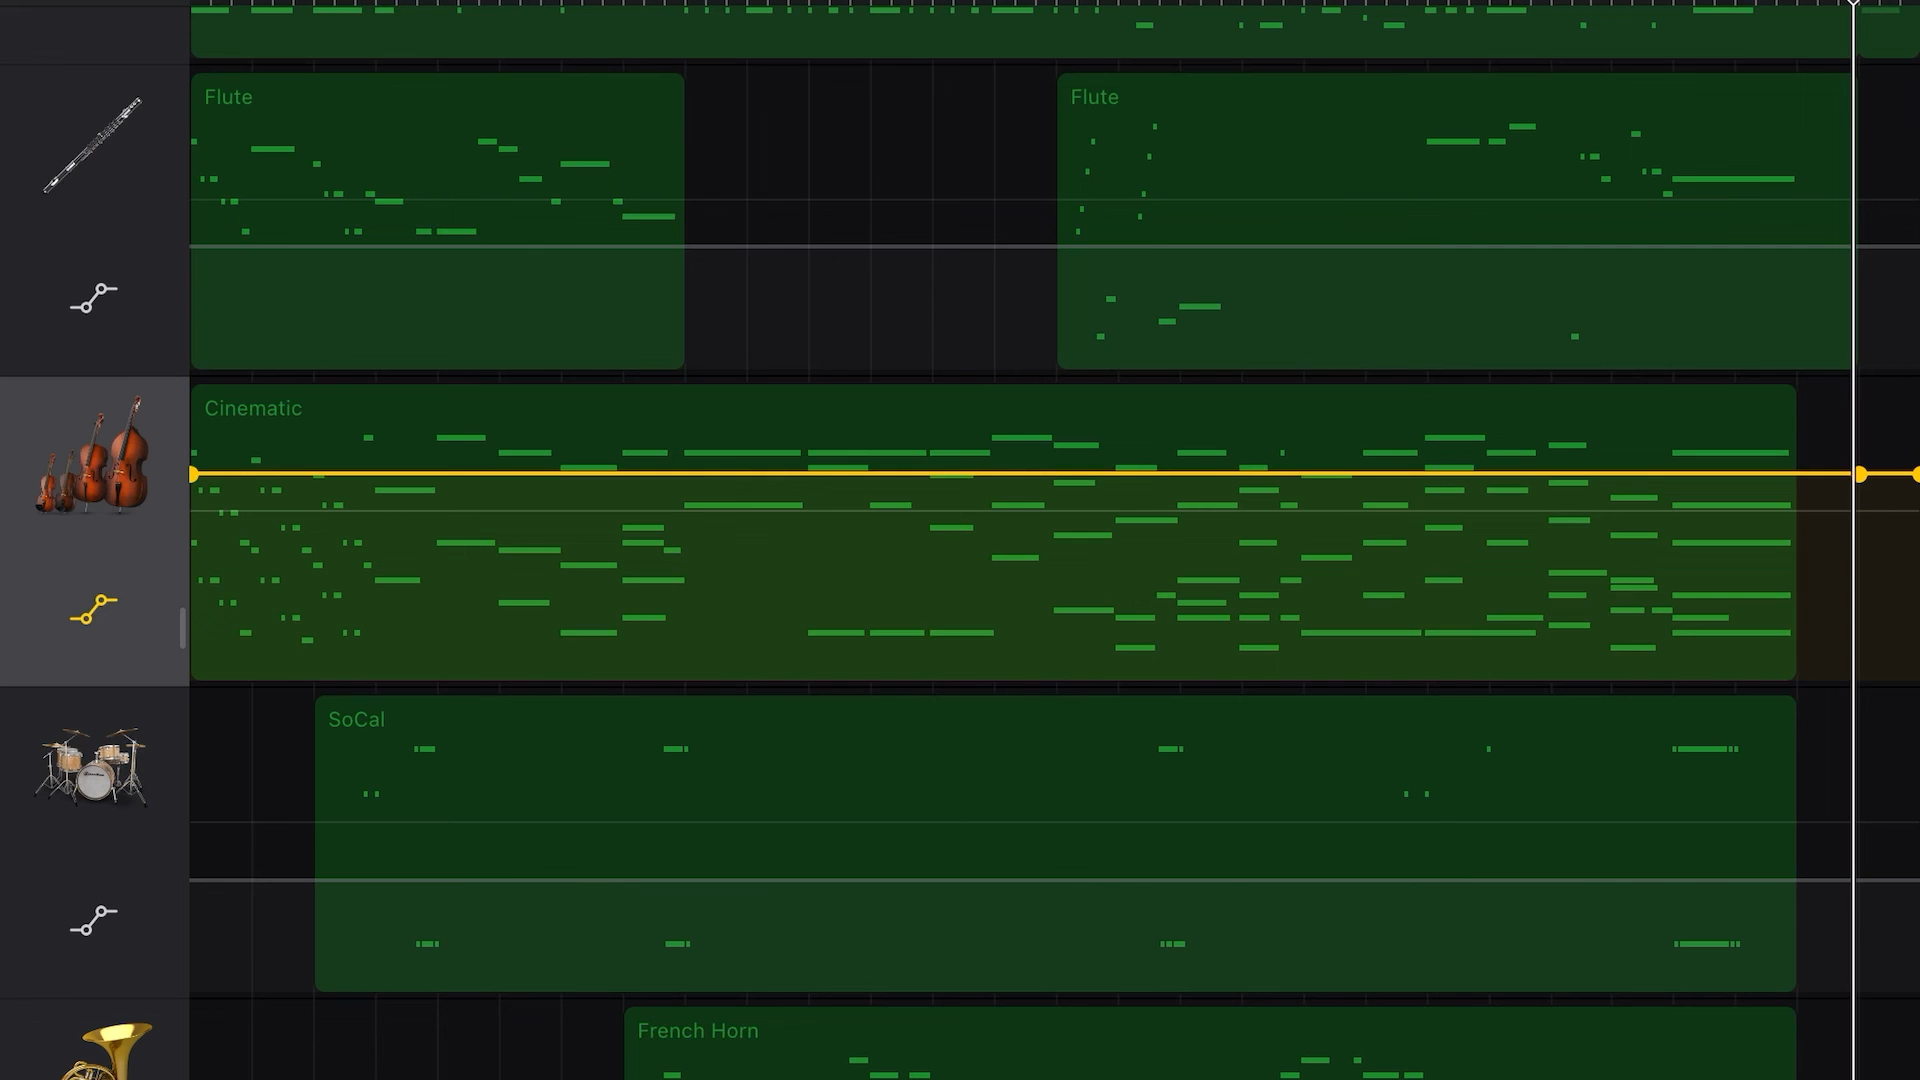 Flute
Flute
Cinematic
SoCal
French Horn